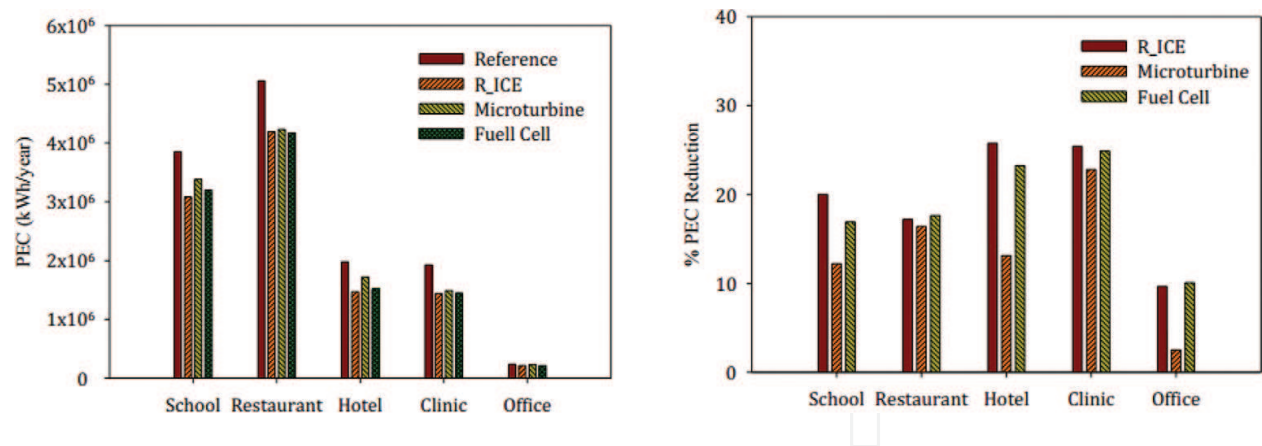 PEC (kWh/year)
6x10⁶
5x10⁶
4x10⁶
3x10⁶
2x10⁶
1x10⁶
0
Reference
R_ICE
Microturbine
Fuell Cell
School Restaurant Hotel Clinic Office
% PEC Reduction
40
30
20
10
0
R_ICE
Microturbine
Fuel Cell
School Restaurant Hotel Clinic Office